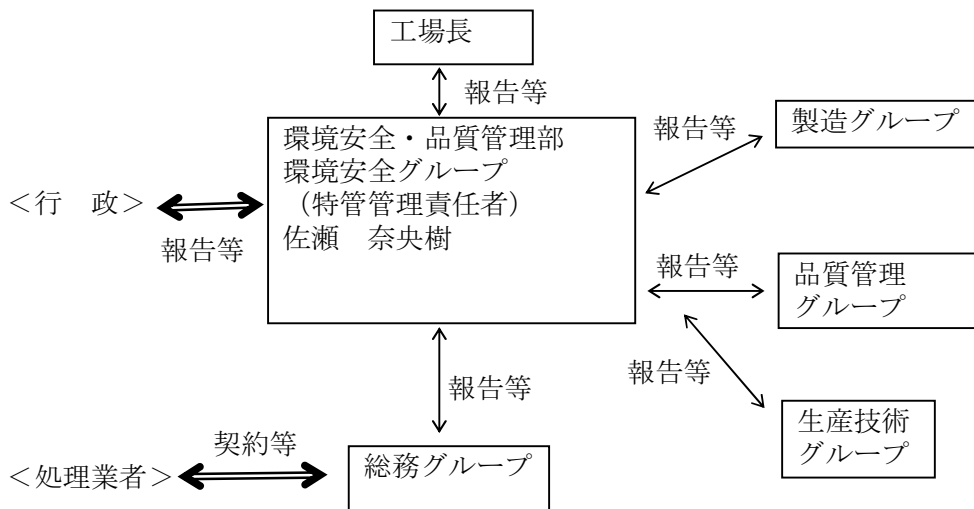 工場長
報告等
環境安全・品質管理部
環境安全グループ
（特管管理責任者）
佐瀬　奈央樹
報告等
製造グループ
＜行　政＞
報告等
報告等
品質管理
グループ
報告等
報告等
生産技術
グループ
契約等
＜処理業者＞
総務グループ